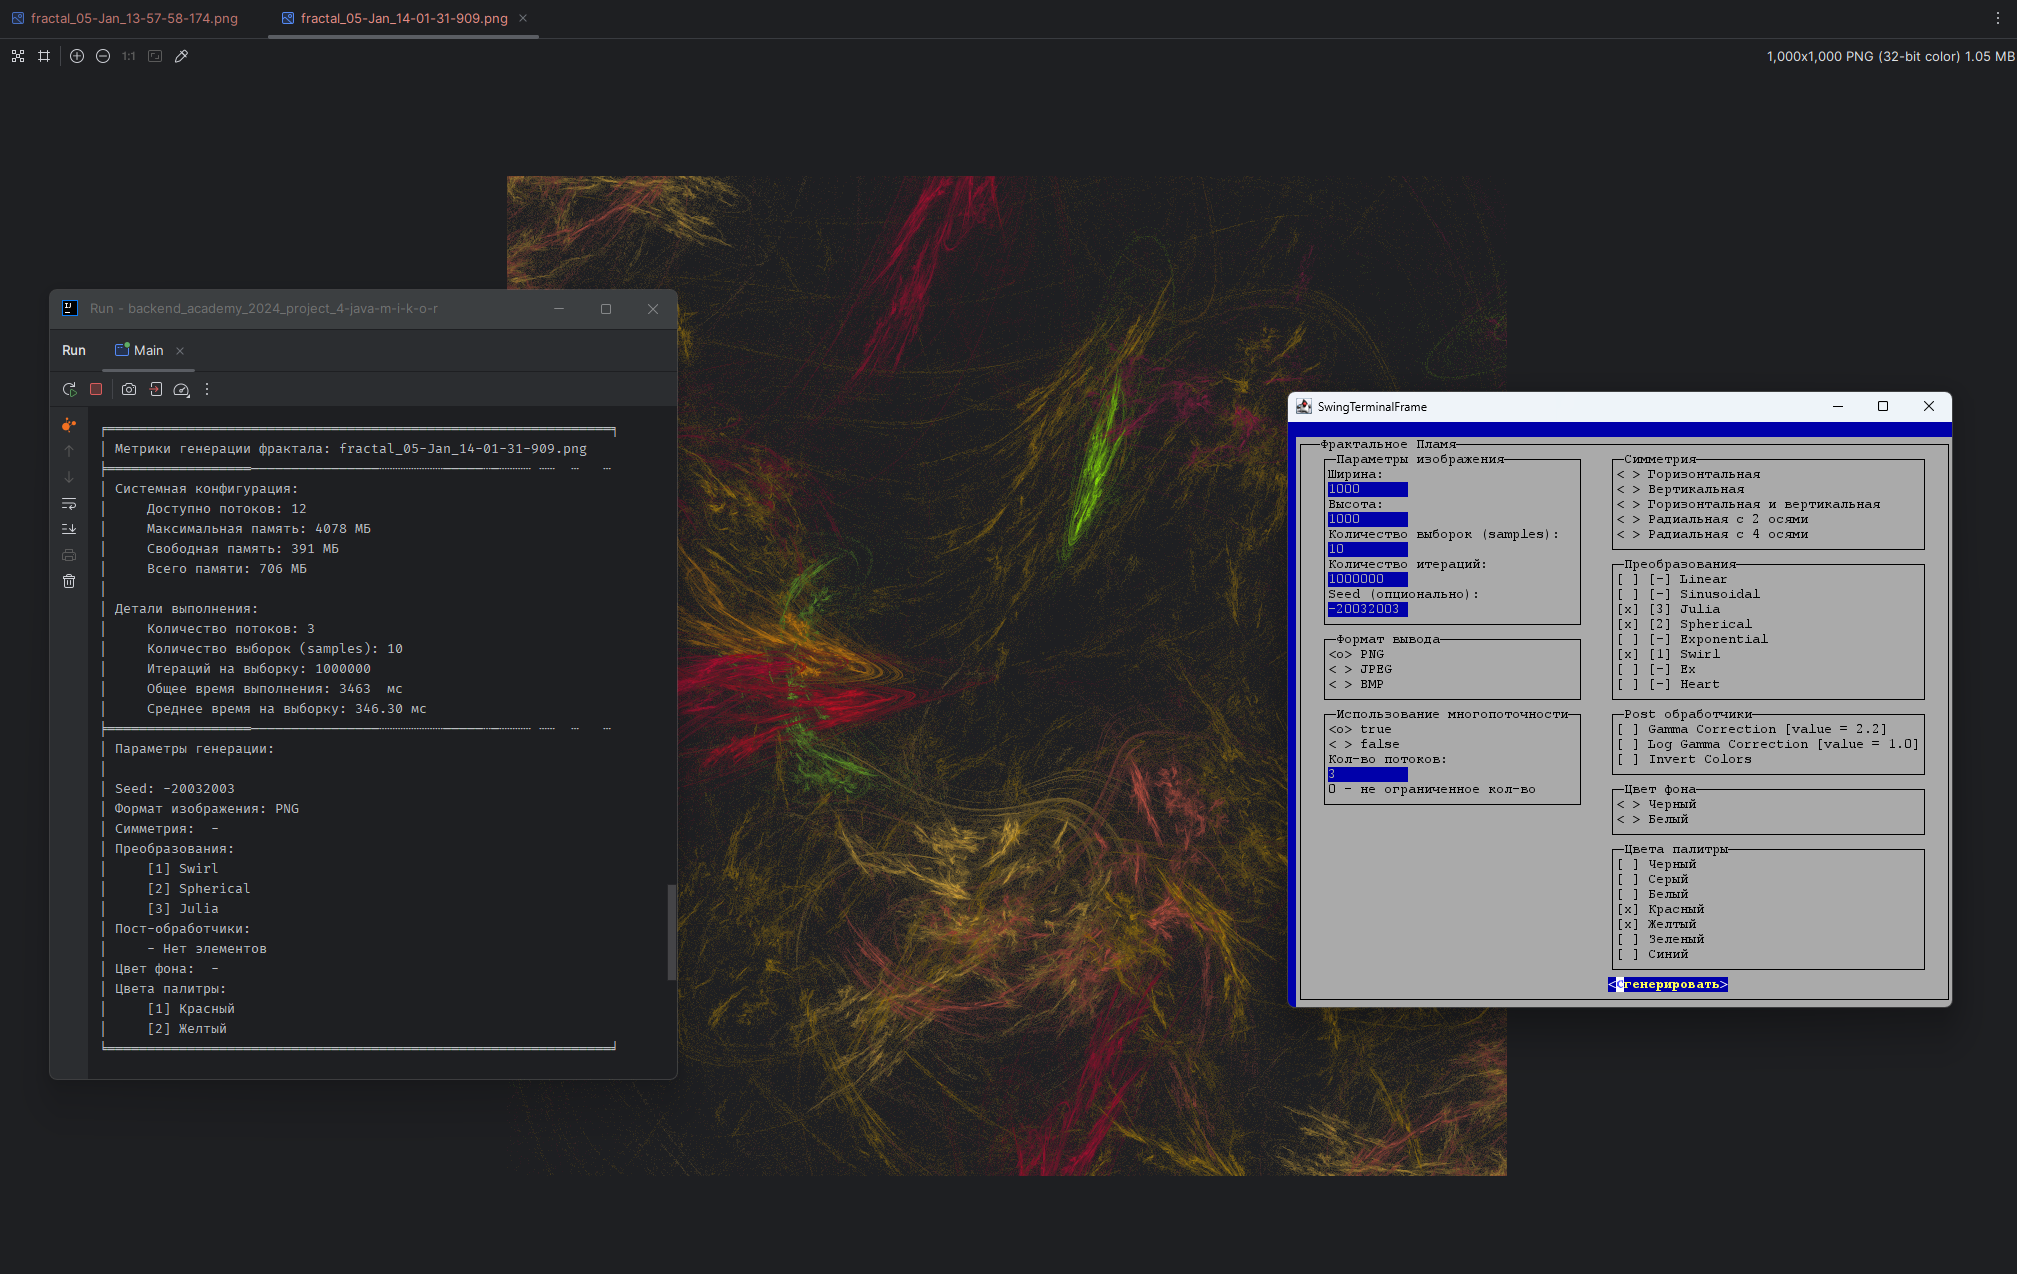 fractal_05-Jan_13-57-58-174.png
fractal_05-Jan_14-01-31-909.png
1:1
1,000x1,000 PNG (32-bit color) 1.05 MB
Run - backend_academy_2024_project_4-java-m-i-k-o-r
Run
Main
Метрики генерации фрактала: fractal_05-Jan_14-01-31-909.png
Системная конфигурация:
Доступно потоков: 12
Максимальная память: 4078 МБ
Свободная память: 391 МБ
Всего памяти: 706 МБ
Детали выполнения:
Количество потоков: 3
Количество выборок (samples): 10
Итераций на выборку: 1000000
Общее время выполнения: 3463 мс
Среднее время на выборку: 346.30 мс
Параметры генерации:
Seed: -20032003
Формат изображения: PNG
Симметрия: -
Преобразования:
[1] Swirl
[2] Spherical
[3] Julia
Пост-обработчики:
- Нет элементов
Цвет фона: -
Цвета палитры:
[1] Красный
[2] Желтый
SwingTerminalFrame
Фрактальное Пламя
Параметры изображения
Ширина:
1000
Высота:
1000
Количество выборок (samples):
10
Количество итераций:
1000000
Seed (опционально):
-20032003
Формат вывода
<o> PNG
< > JPEG
< > BMP
Использование многопоточности
<o> true
< > false
Кол-во потоков:
3
0 - не ограниченное кол-во
Симметрия
< > Горизонтальная
< > Вертикальная
< > Горизонтальная и вертикальная
< > Радиальная с 2 осями
< > Радиальная с 4 осями
Преобразования
[ ] [-] Linear
[ ] [-] Sinusoidal
[x] [3] Julia
[x] [2] Spherical
[ ] [-] Exponential
[x] [1] Swirl
[ ] [-] Ex
[ ] [-] Heart
Post обработчики
[ ] Gamma Correction [value = 2.2]
[ ] Log Gamma Correction [value = 1.0]
[ ] Invert Colors
Цвет фона
< > Черный
< > Белый
Цвета палитры
[ ] Черный
[ ] Серый
[ ] Белый
[x] Красный
[x] Желтый
[ ] Зеленый
[ ] Синий
<Сгенерировать>